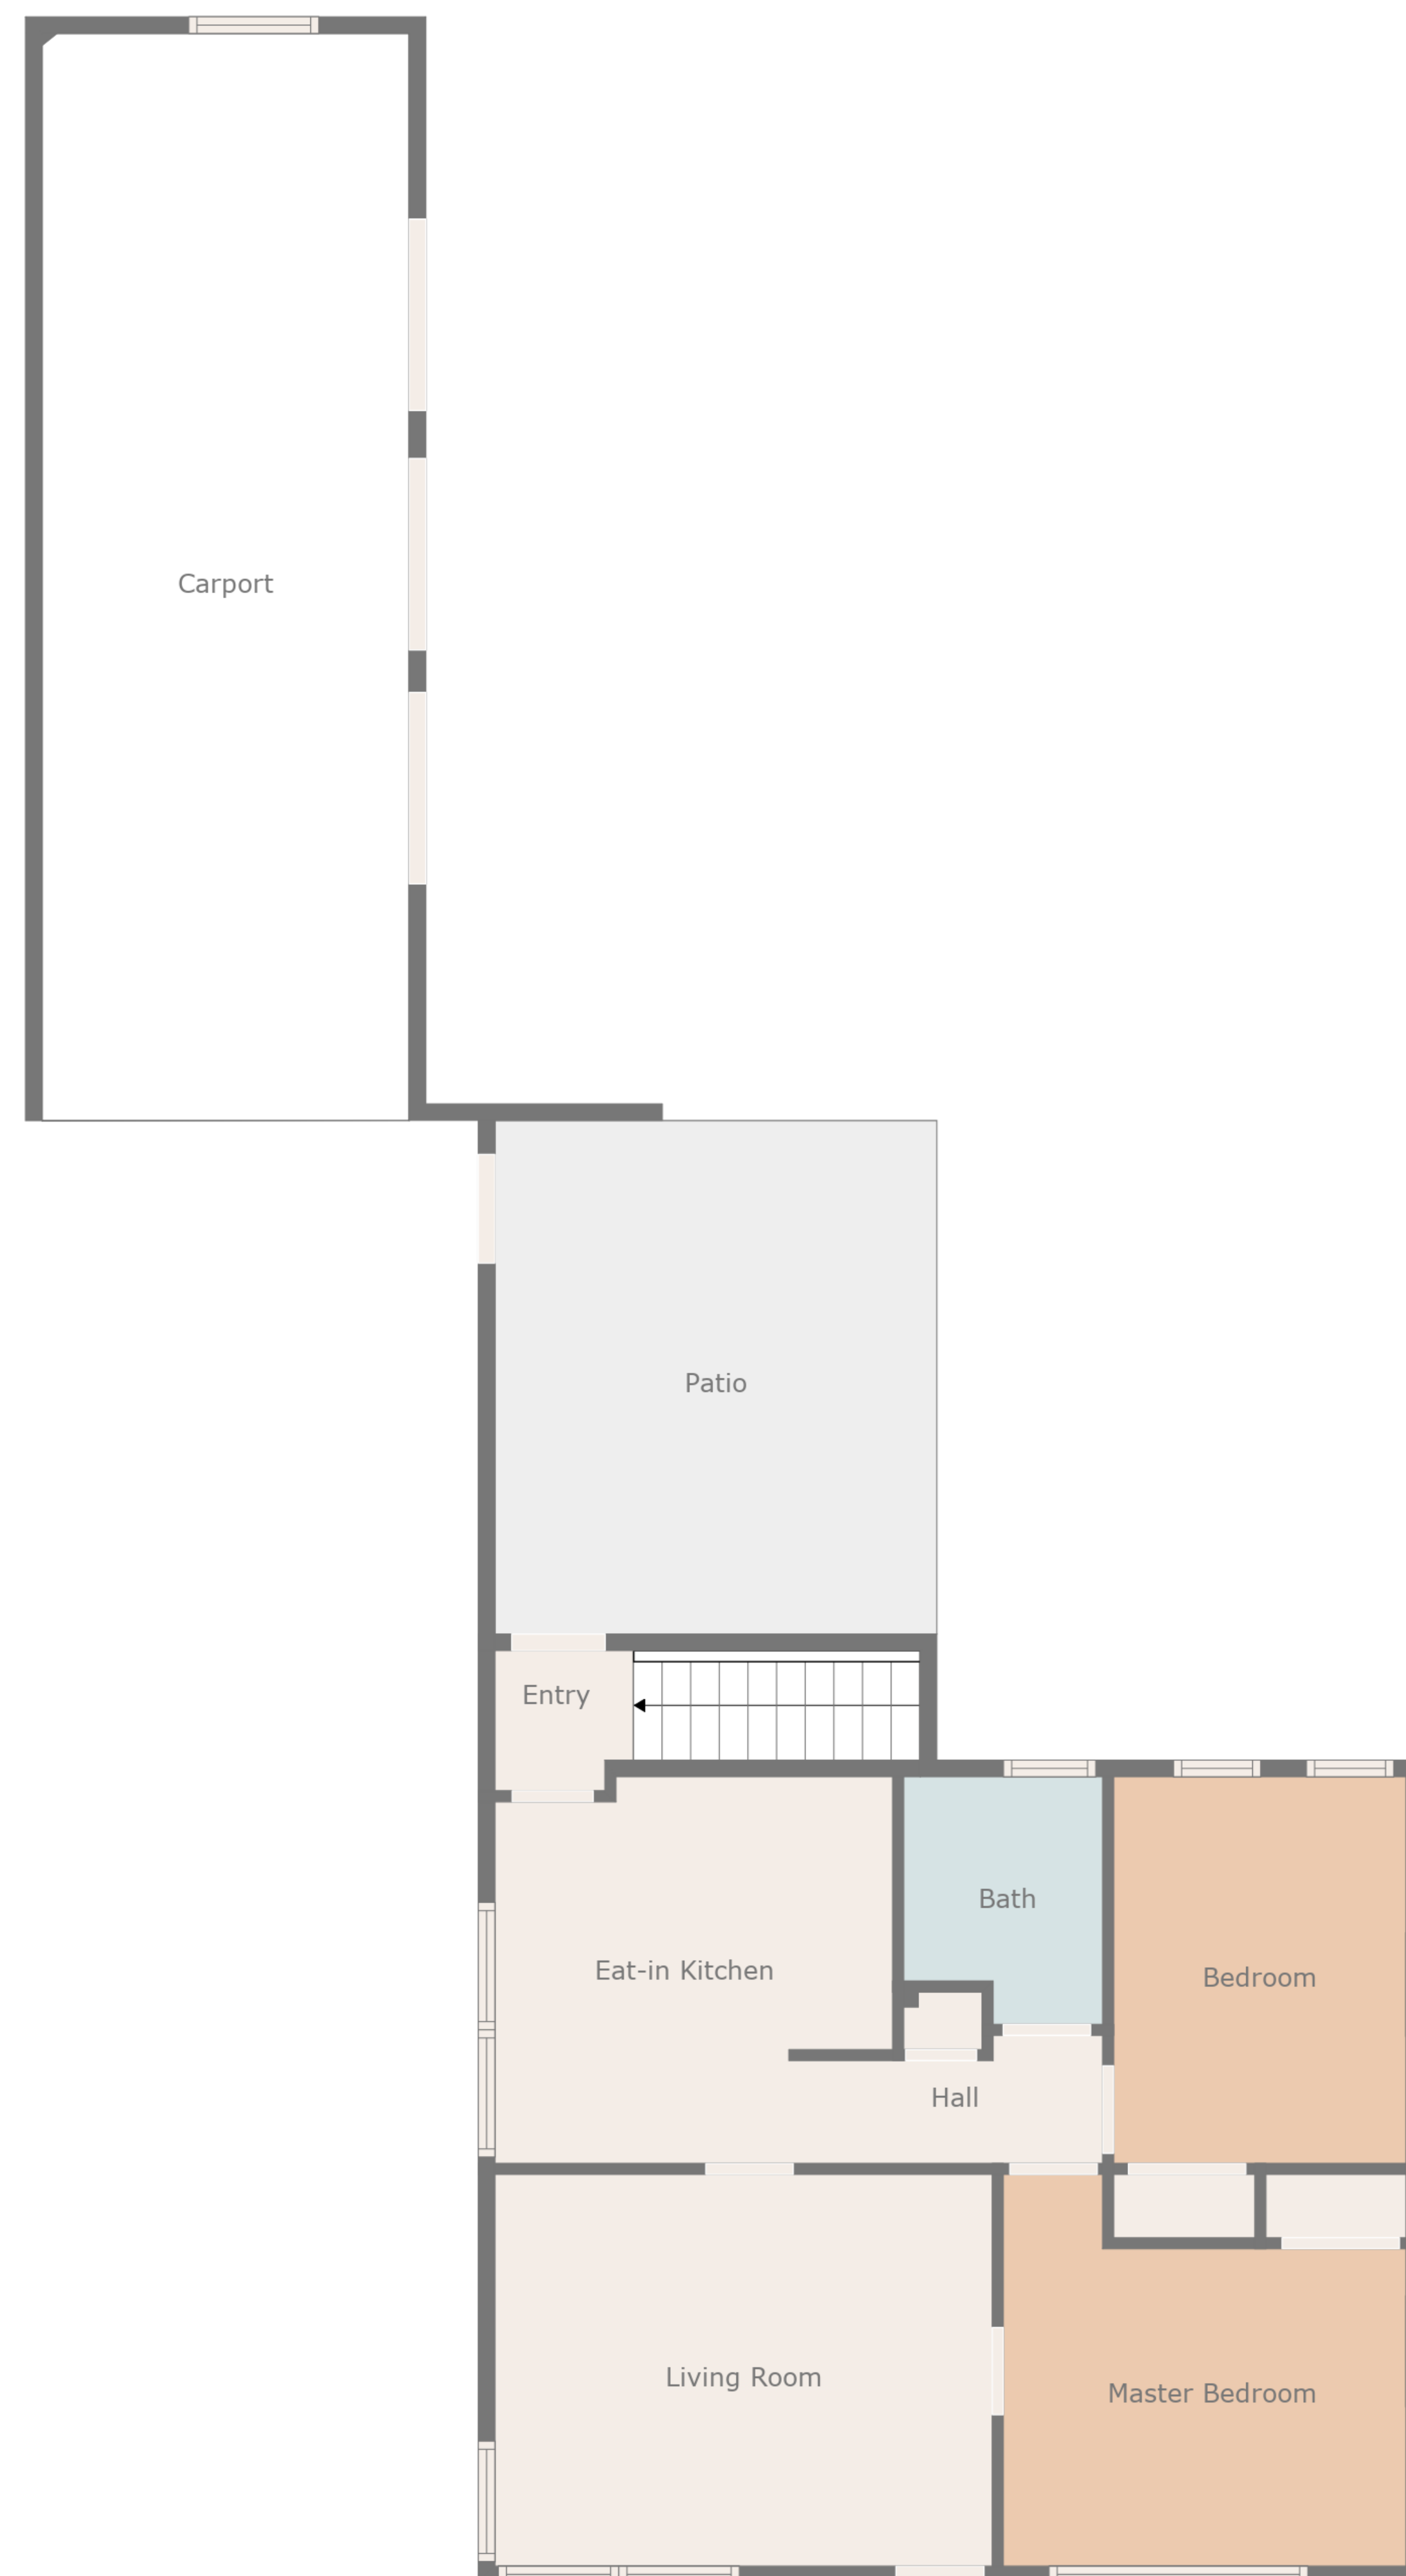 Carport
Patio
Entry
Bath
Eat-in Kitchen
Bedroom
Hall
Living Room
Master Bedroom